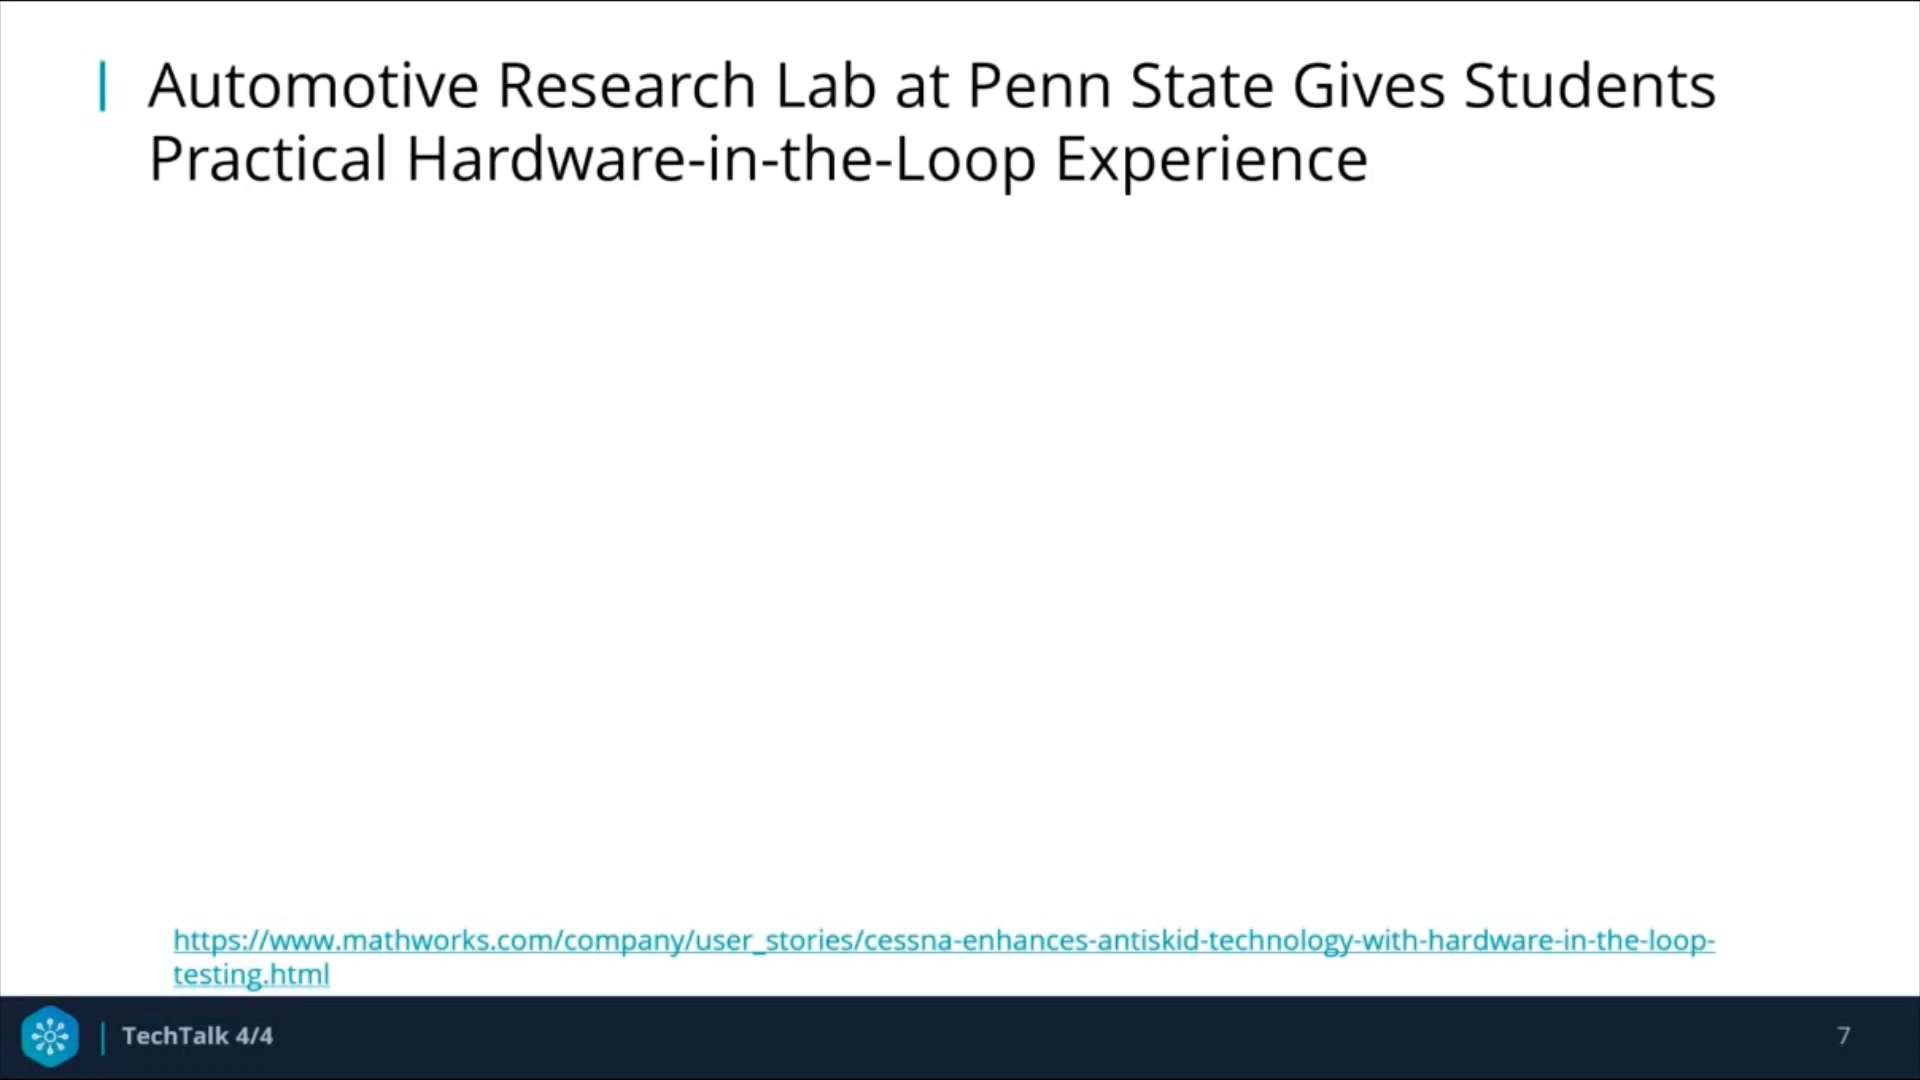 Automotive Research Lab at Penn State Gives Students
Practical Hardware-in-the-Loop Experience
https://www.mathworks.com/company/user_stories/cessna-enhances-antiskid-technology-with-hardware-in-the-loop-
testing.html
TechTalk 4/4
7